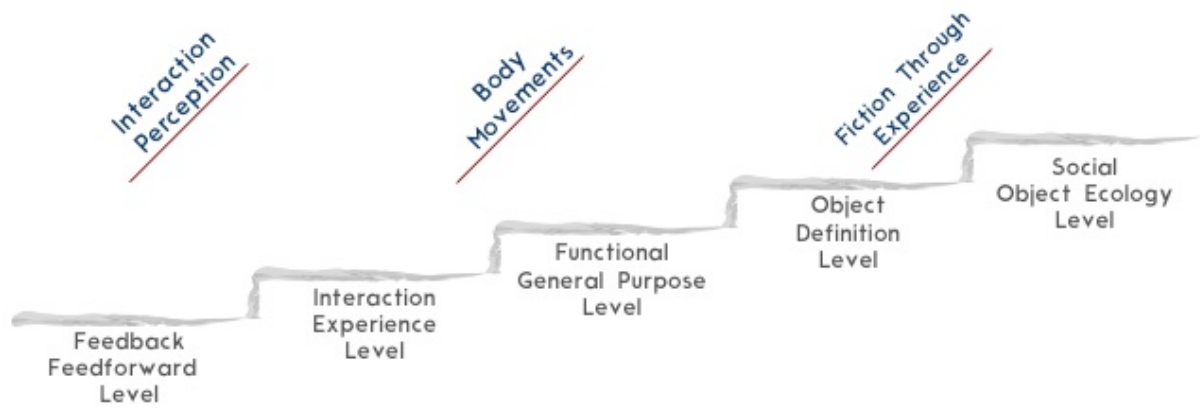 Interaction
Perception
Body
Movements
Fiction Through
Experience
Feedback
Feedforward
Level
Interaction
Experience
Level
Functional
General Purpose
Level
Object
Definition
Level
Social
Object Ecology
Level